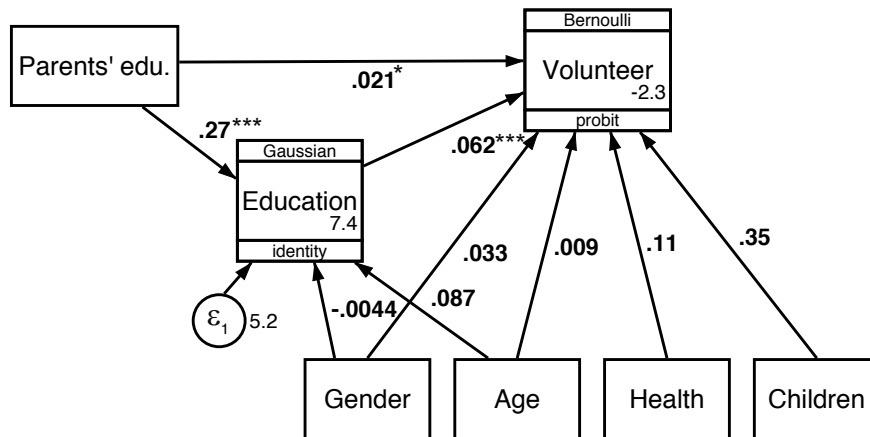 Bernoulli
Parents' edu.
Volunteer
-2.3
probit
.021*
.27***
.062***
Gaussian
Education
7.4
identity
.033
.009
.11
.35
-.0044
.087
ε1
5.2
Gender
Age
Health
Children